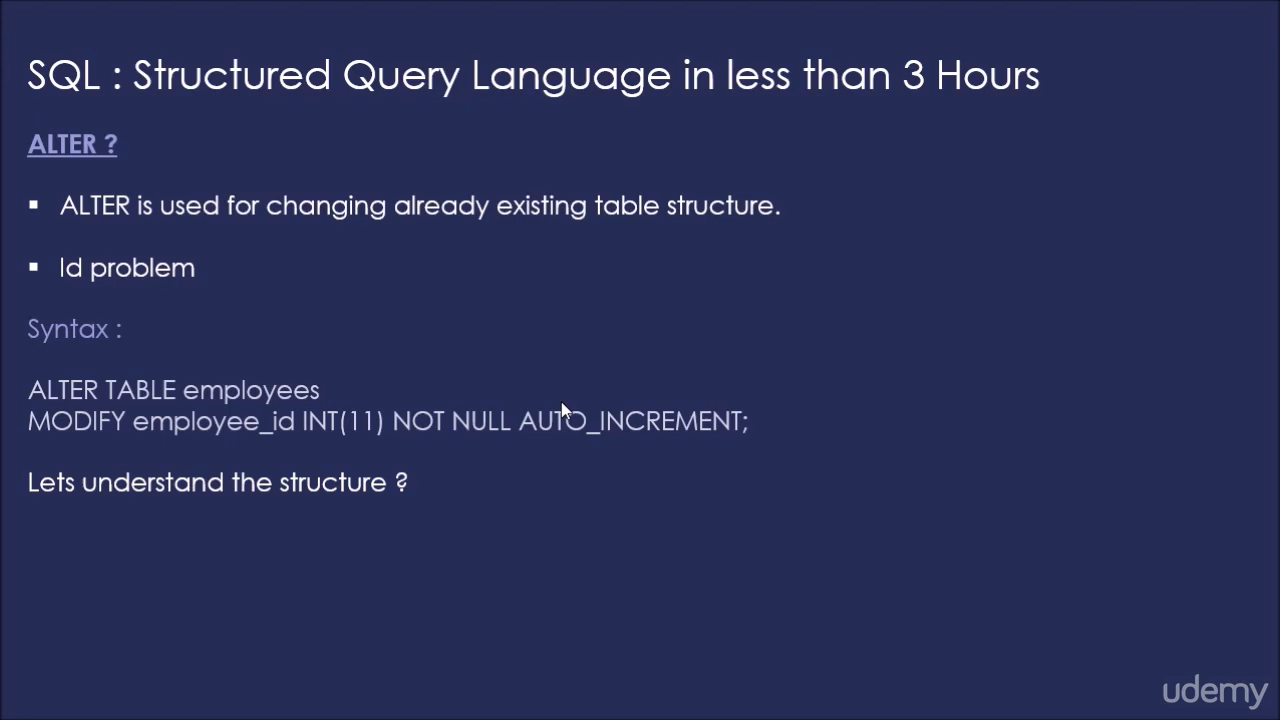 SQL : Structured Query Language in less than 3 Hours
ALTER ?
▪ ALTER is used for changing already existing table structure.
▪ Id problem
Syntax :
ALTER TABLE employees
MODIFY employee_id INT(11) NOT NULL AUTO_INCREMENT;
Lets understand the structure ?
udemy